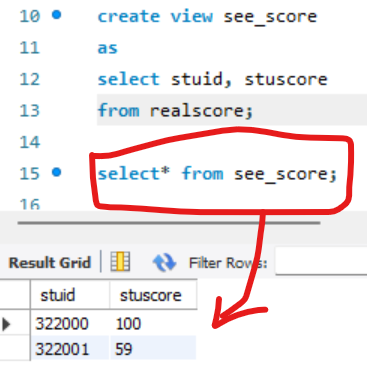 10 create view see_score
11 as
12 select stuid, stuscore
13 from realscore;
14
15 select* from see_score;
16
Result Grid Filter Rows:
stuid stuscore
322000 100
322001 59